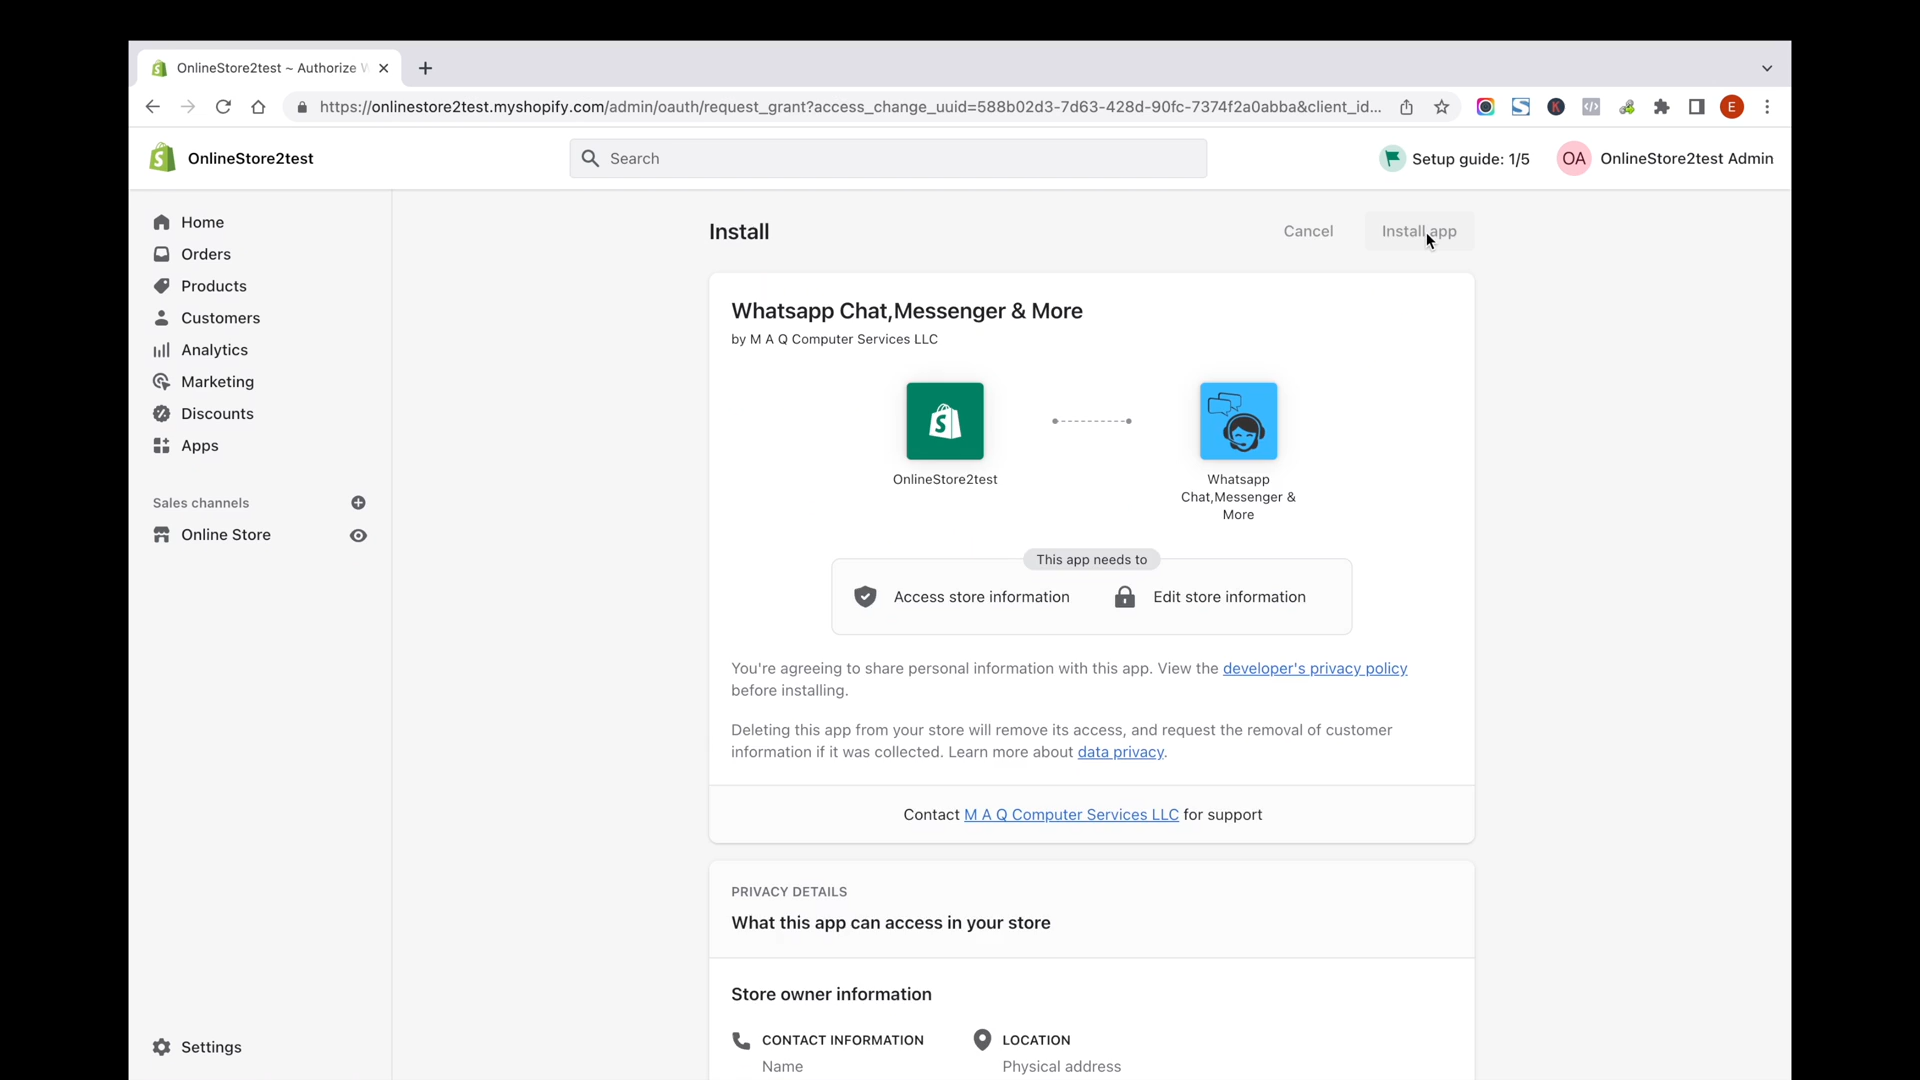 OnlineStore2test ~ Authorize W
https://onlinestore2test.myshopify.com/admin/oauth/request_grant?access_change_uuid=588b02d3-7d63-428d-90fc-7374f2a0abba&client_id...
E
OnlineStore2test
Search
Setup guide: 1/5
OA
OnlineStore2test Admin
Home
Orders
Products
Customers
Analytics
Marketing
Discounts
Apps
Sales channels
Online Store
Settings
Install
Cancel
Install app
Whatsapp Chat,Messenger & More
by M A Q Computer Services LLC
OnlineStore2test
Whatsapp
Chat,Messenger &
More
This app needs to
Access store information
Edit store information
You're agreeing to share personal information with this app. View the developer's privacy policy
before installing.
Deleting this app from your store will remove its access, and request the removal of customer
information if it was collected. Learn more about data privacy.
Contact M A Q Computer Services LLC for support
PRIVACY DETAILS
What this app can access in your store
Store owner information
CONTACT INFORMATION
Name
LOCATION
Physical address